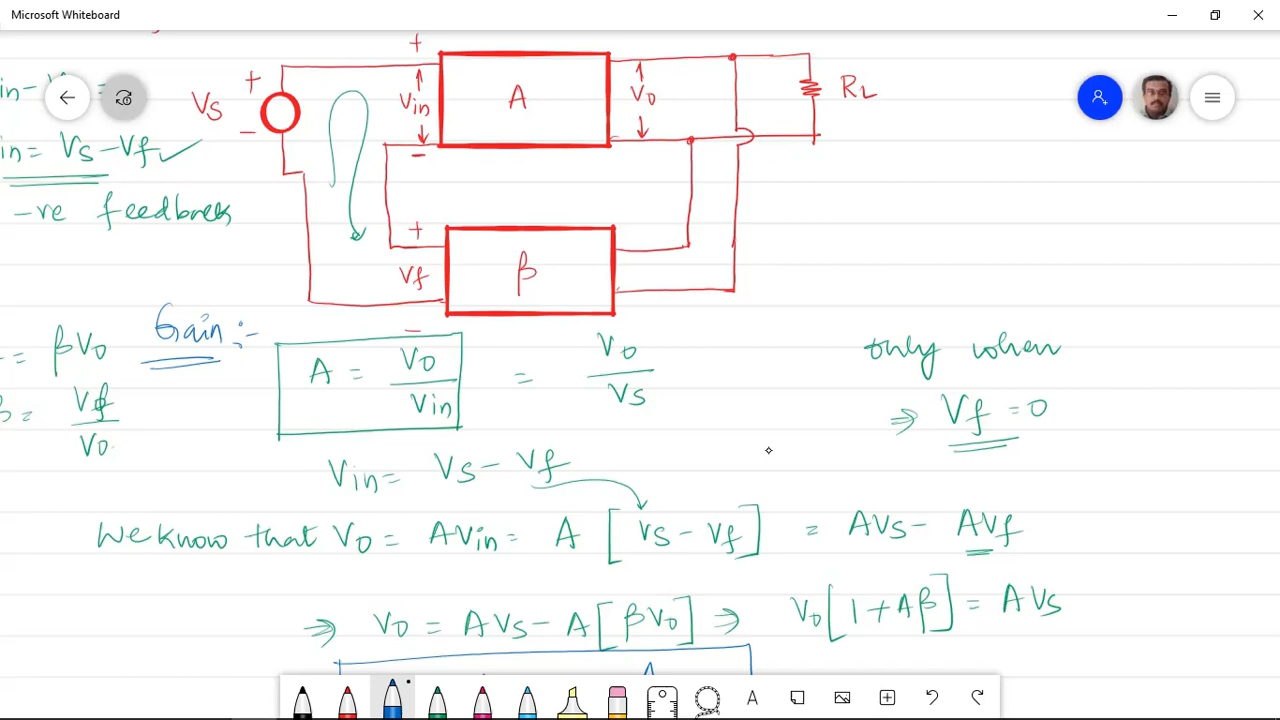 Microsoft Whiteboard
in - V =
in = Vs - Vf ✓
-ve feedback
+
+
-
Vs
Vin
-
A
Vo
RL
+
Vf
-
β
= βVo
Gain :-
= Vf / Vo
A = Vo / Vin = Vo / Vs
only when
⇒ Vf = 0
Vin = Vs - Vf
We know that Vo = AVin = A [Vs - Vf] = AVs - AVf
⇒ Vo = AVs - A [βVo] ⇒ Vo [1 + Aβ] = AVs
A